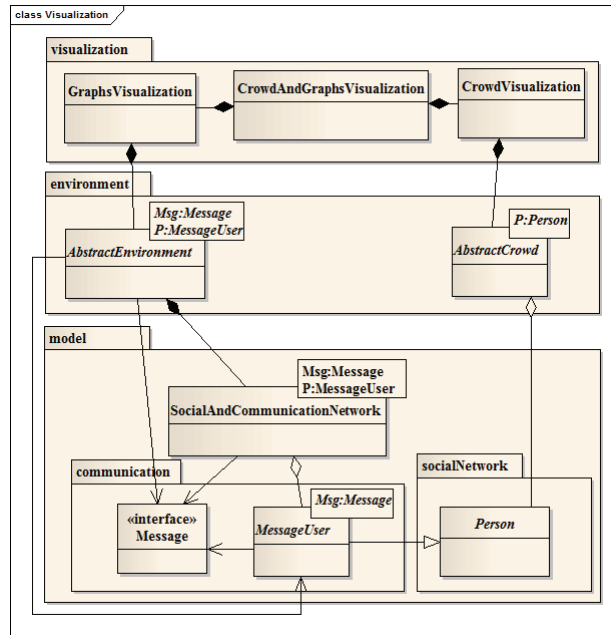 class Visualization
visualization
GraphsVisualization
CrowdAndGraphsVisualization
CrowdVisualization
environment
Msg:Message
P:MessageUser
AbstractEnvironment
P:Person
AbstractCrowd
model
Msg:Message
P:MessageUser
SocialAndCommunicationNetwork
communication
socialNetwork
Msg:Message
«interface»
Message
MessageUser
Person